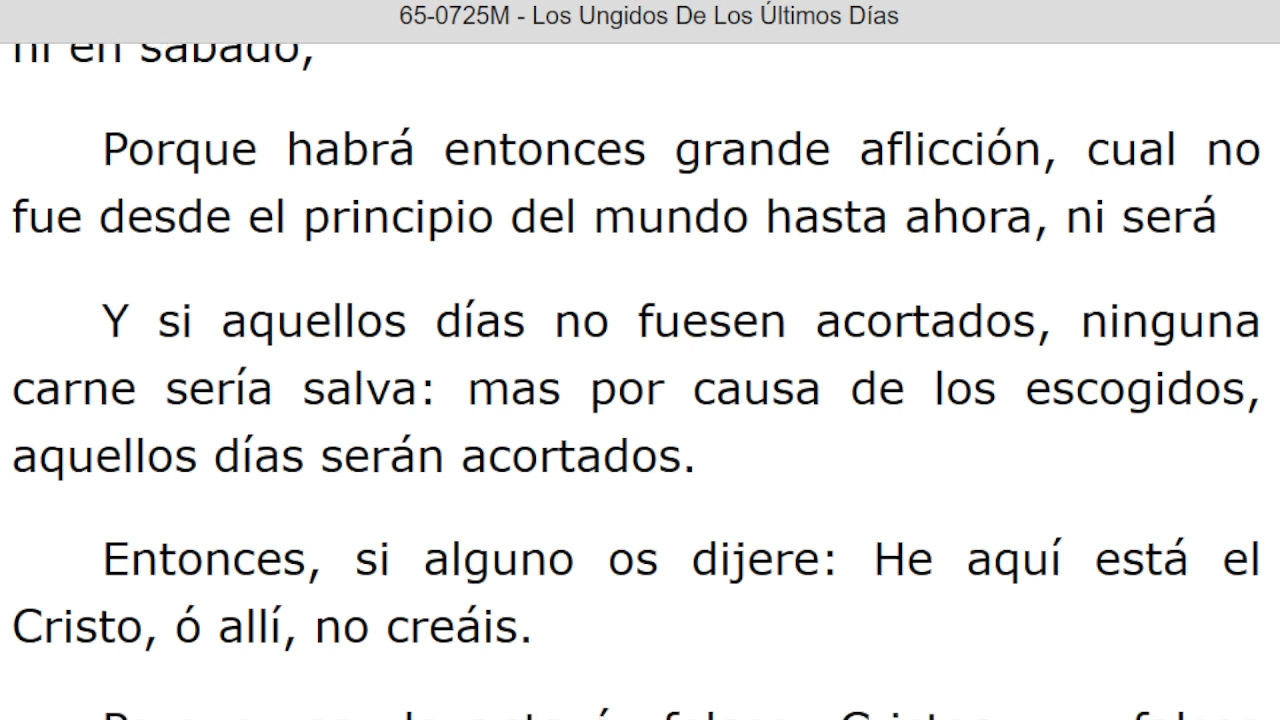 65-0725M - Los Ungidos De Los Últimos Días
ni en sábado,
Porque habrá entonces grande aflicción, cual no
fue desde el principio del mundo hasta ahora, ni será
Y si aquellos días no fuesen acortados, ninguna
carne sería salva: mas por causa de los escogidos,
aquellos días serán acortados.
Entonces, si alguno os dijere: He aquí está el
Cristo, ó allí, no creáis.